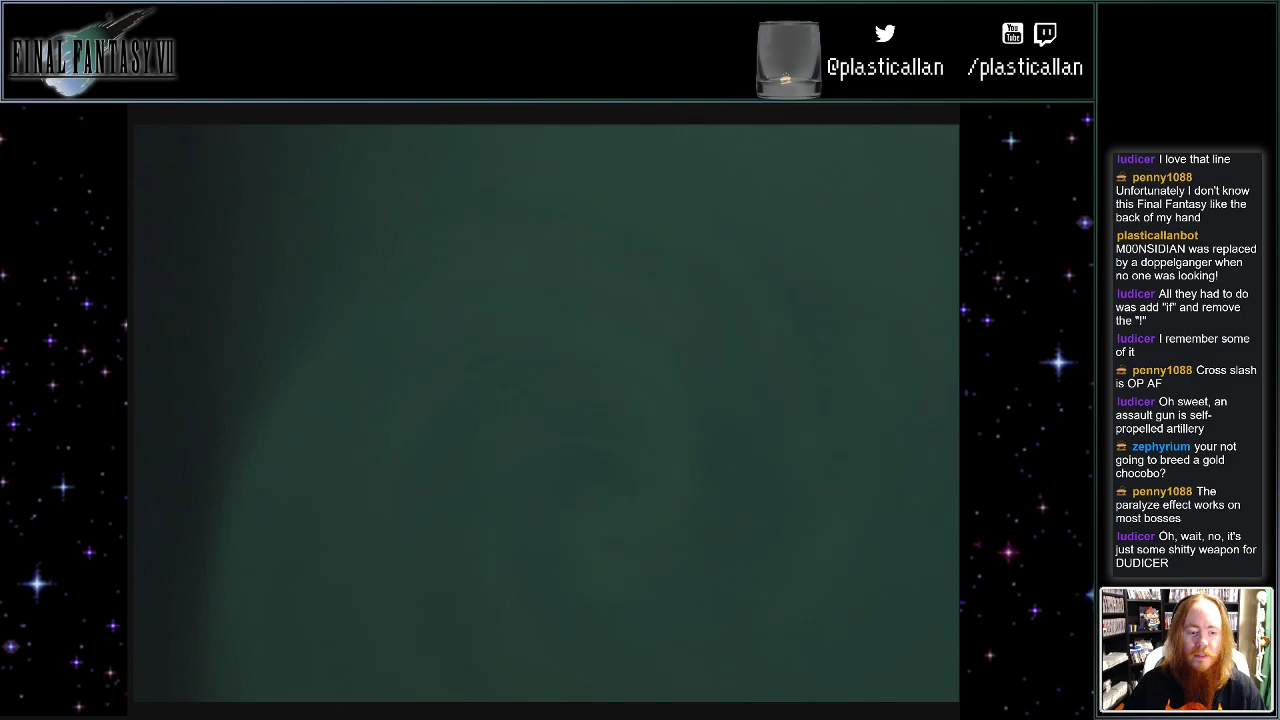 FINAL FANTASY VII
@plasticallan
You Tube
/plasticallan
ludicer I love that line
penny1088
Unfortunately I don't know
this Final Fantasy like the
back of my hand
plasticallanbot
M00NSIDIAN was replaced
by a doppelganger when
no one was looking!
ludicer All they had to do
was add "if" and remove
the "!"
ludicer I remember some
of it
penny1088 Cross slash
is OP AF
ludicer Oh sweet, an
assault gun is self-
propelled artillery
zephyrium your not
going to breed a gold
chocobo?
penny1088 The
paralyze effect works on
most bosses
ludicer Oh, wait, no, it's
just some shitty weapon for
DUDICER